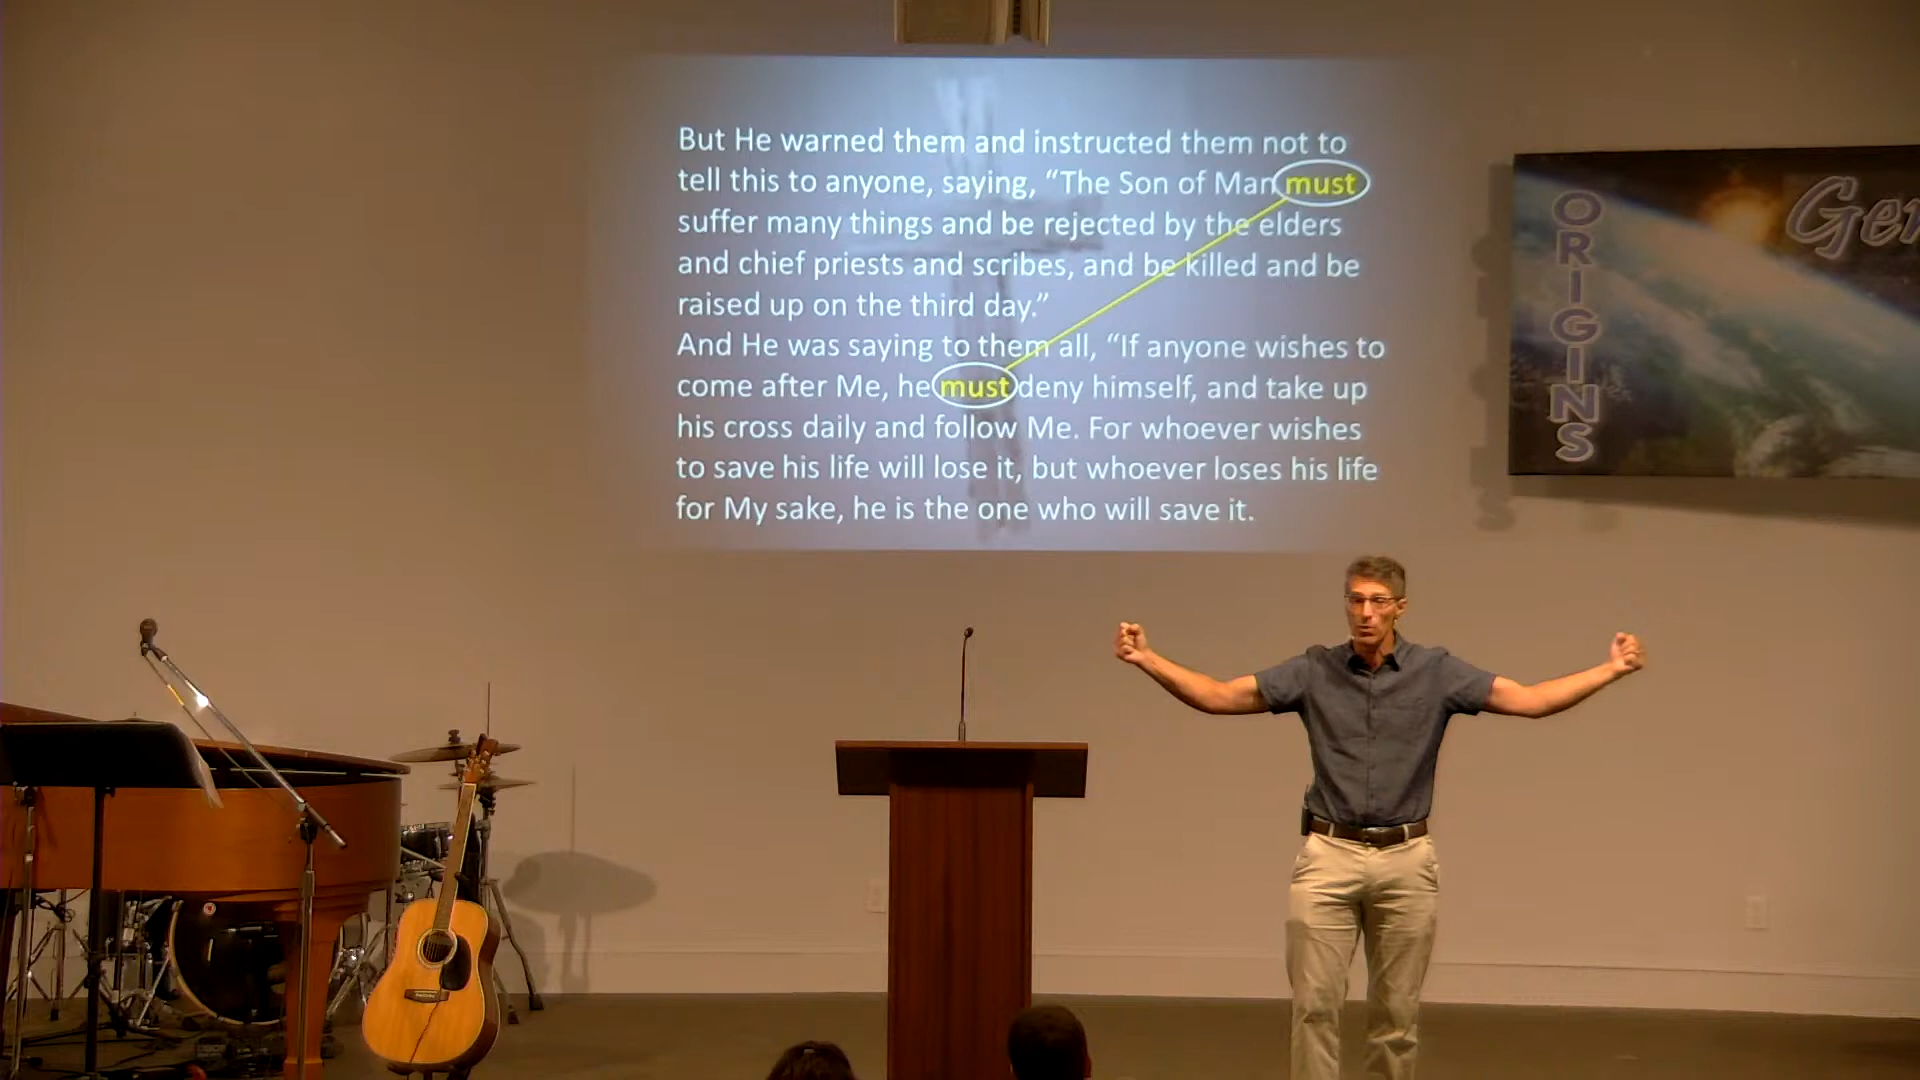 But He warned them and instructed them not to
tell this to anyone, saying, “The Son of Man must
suffer many things and be rejected by the elders
and chief priests and scribes, and be killed and be
raised up on the third day.”
And He was saying to them all, “If anyone wishes to
come after Me, he must deny himself, and take up
his cross daily and follow Me. For whoever wishes
to save his life will lose it, but whoever loses his life
for My sake, he is the one who will save it.
ORIGINS